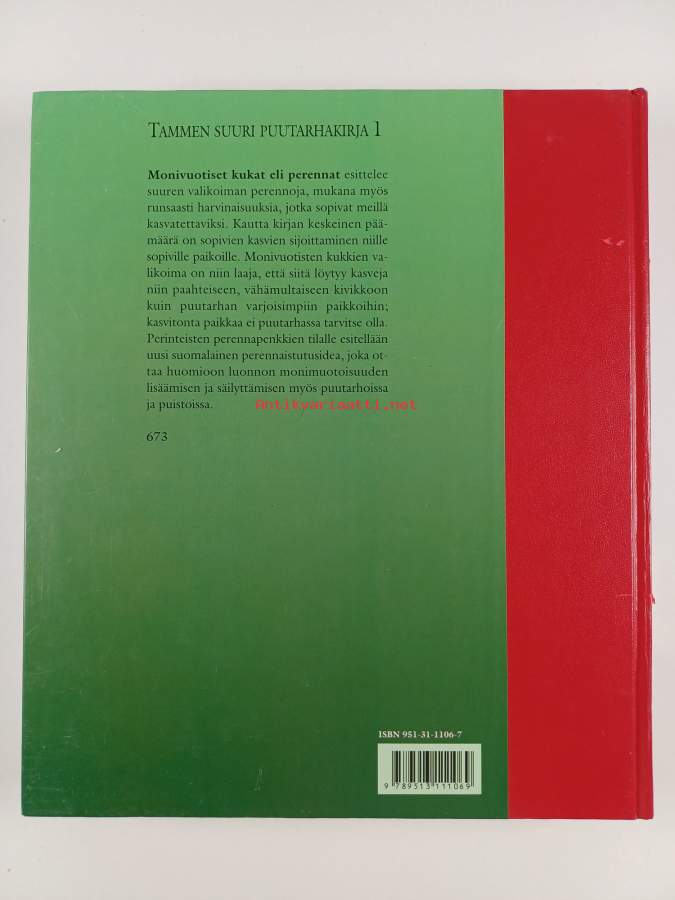 TAMMEN SUURI PUUTARHAKIRJA 1
Monivuotiset kukat eli perennat esittelee
suuren valikoiman perennoja, mukana myös
runsaasti harvinaisuuksia, jotka sopivat meillä
kasvatettaviksi. Kautta kirjan keskeinen pää-
määrä on sopivien kasvien sijoittaminen niille
sopiville paikoille. Monivuotisten kukkien va-
likoima on niin laaja, että siitä löytyy kasveja
niin paahteiseen, vähämultaiseen kivikkoon
kuin puutarhan varjoisimpiin paikkoihin;
kasvitonta paikkaa ei puutarhassa tarvitse olla.
Perinteisten perennapenkkien tilalle esitellään
uusi suomalainen perennaistutusidea, joka ot-
taa huomioon luonnon monimuotoisuuden
lisäämisen ja säilyttämisen myös puutarhoissa
ja puistoissa.
Antikvariaatti.net
673
ISBN 951-31-1106-7
9 789513 111069